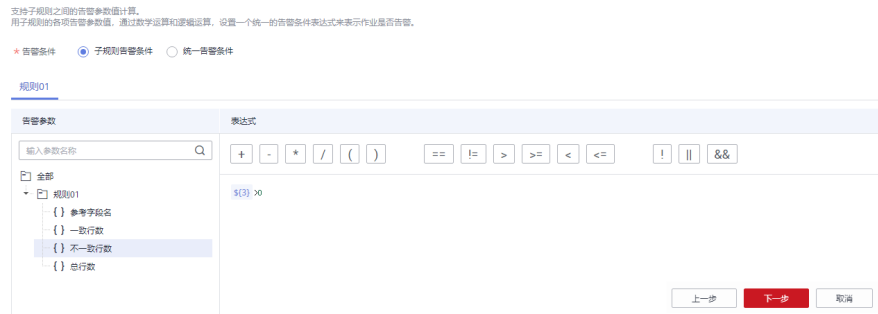 支持子规则之间的告警参数值计算。
用子规则的各项告警参数值，通过数学运算和逻辑运算，设置一个统一的告警条件表达式来表示作业是否告警。
* 告警条件 子规则告警条件 统一告警条件
规则01
告警参数 表达式
输入参数名称 + - * / ( ) == != > >= < <= ! || &&
全部
规则01 ${3} >0
{ } 参考字段名
{ } 一致行数
{ } 不一致行数
{ } 总行数
上一步 下一步 取消